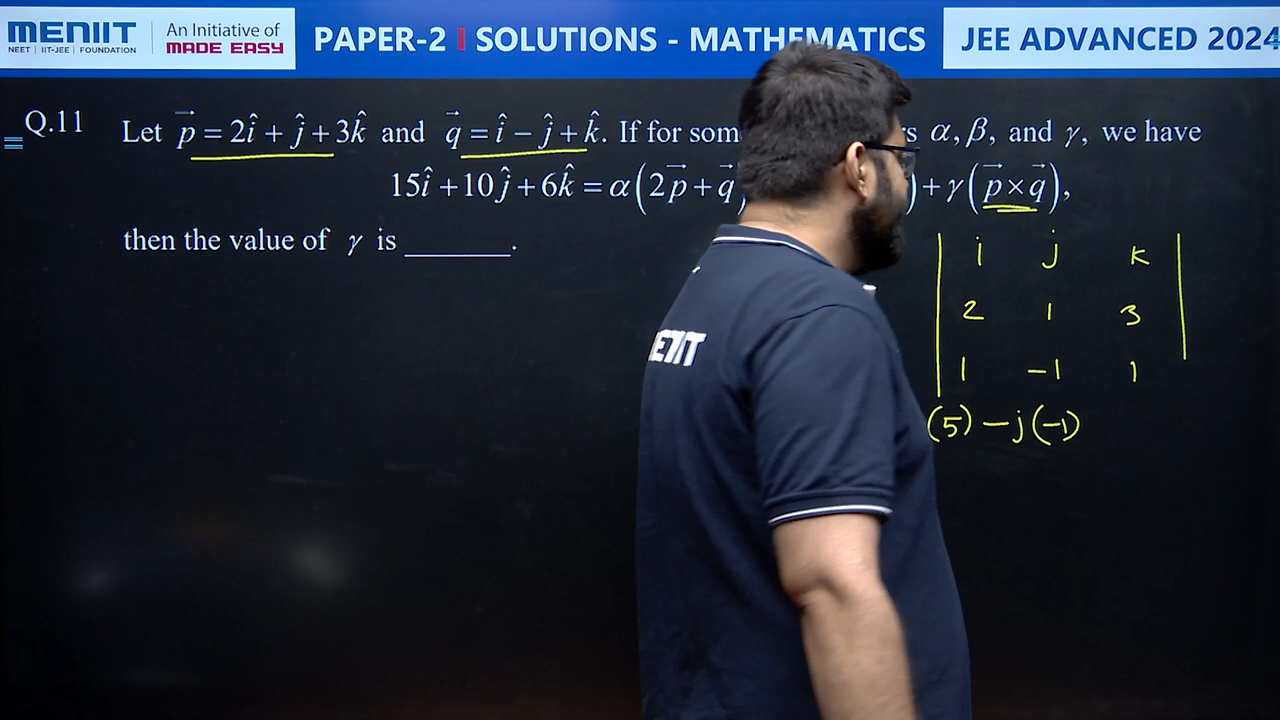 MENIIT
NEET | IIT-JEE | FOUNDATION
An Initiative of
MADE EASY
PAPER-2 | SOLUTIONS - MATHEMATICS
JEE ADVANCED 2024
Q.11 Let p⃗ = 2î + ĵ + 3k̂ and q⃗ = î − ĵ + k̂. If for som s α, β, and γ, we have
15î + 10ĵ + 6k̂ = α(2p⃗ + q⃗ ) + γ(p⃗ × q⃗),
then the value of γ is ______.
i j k
2 1 3
1 −1 1
(5) − j(−1)